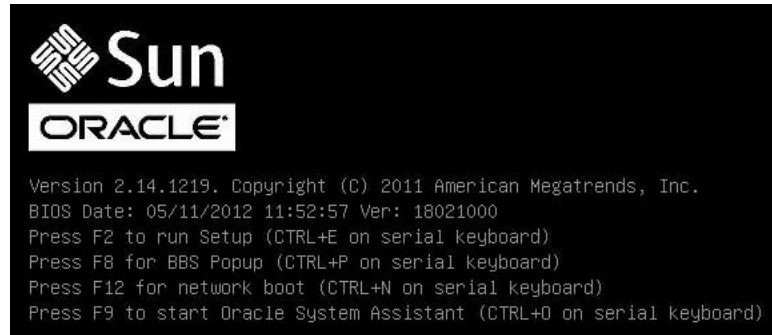 Sun
ORACLE
Version 2.14.1219. Copyright (C) 2011 American Megatrends, Inc.
BIOS Date: 05/11/2012 11:52:57 Ver: 18021000
Press F2 to run Setup (CTRL+E on serial keyboard)
Press F8 for BBS Popup (CTRL+P on serial keyboard)
Press F12 for network boot (CTRL+N on serial keyboard)
Press F9 to start Oracle System Assistant (CTRL+O on serial keyboard)